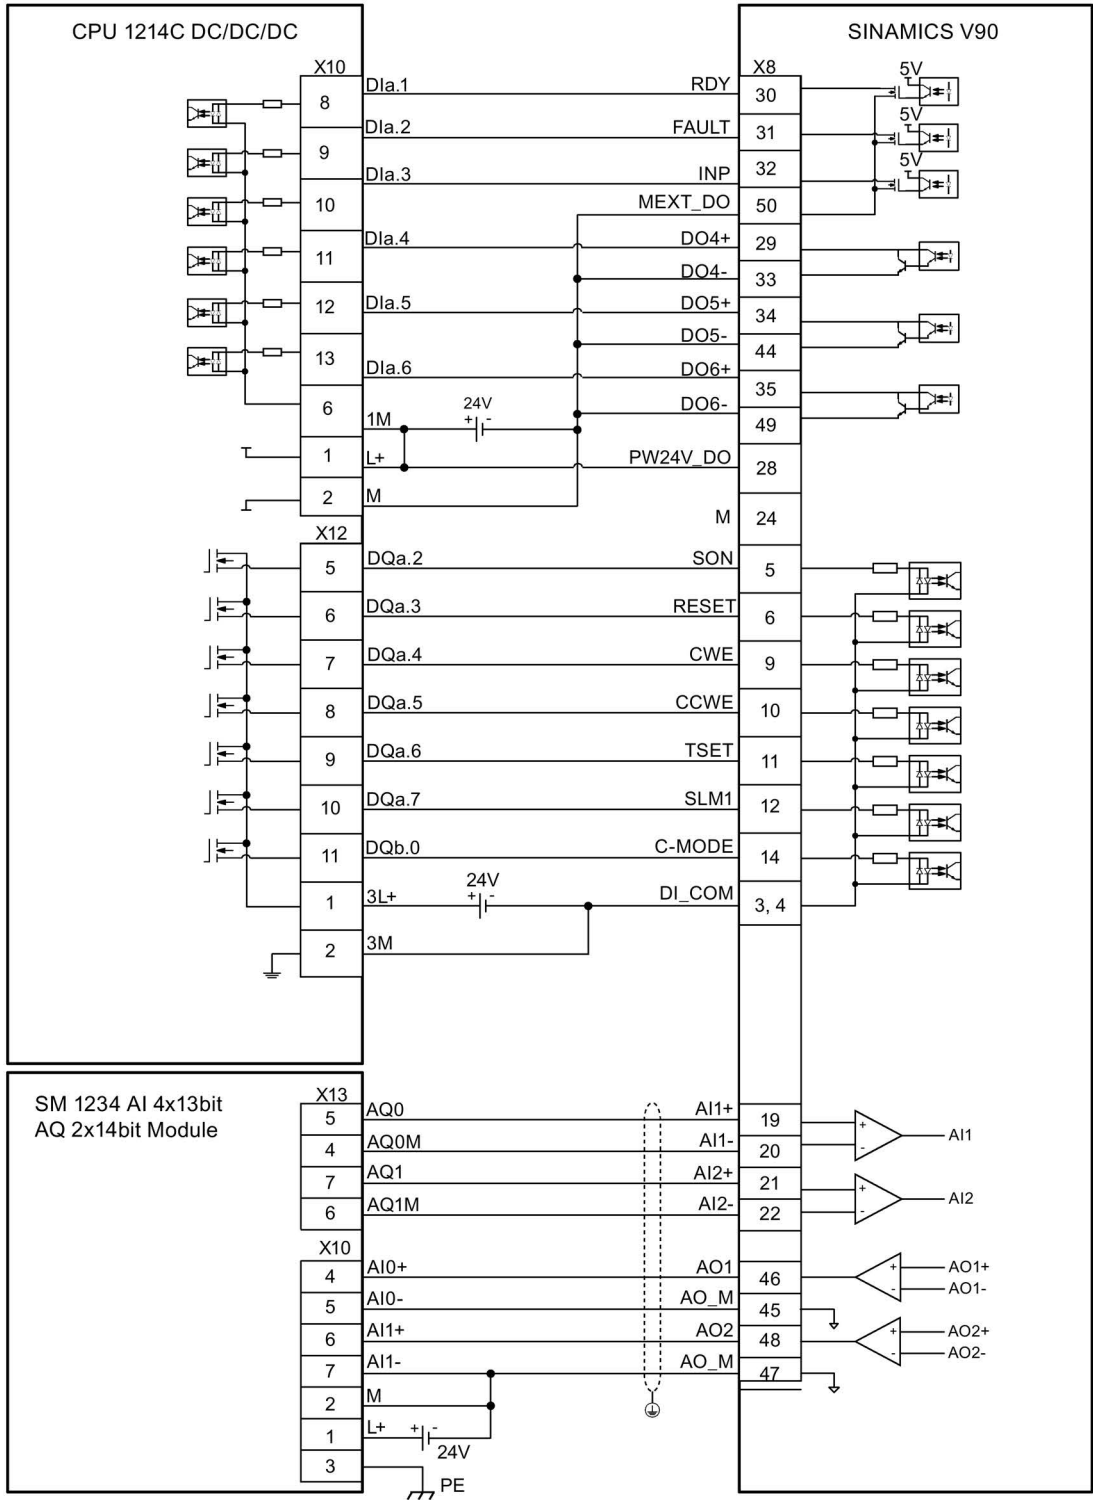 CPU 1214C DC/DC/DC
SINAMICS V90
X10
X8
5V
8
DIa.1
RDY
30
5V
9
DIa.2
FAULT
31
5V
10
DIa.3
INP
32
MEXT_DO
50
11
DIa.4
DO4+
29
DO4-
33
12
DIa.5
DO5+
34
DO5-
44
13
DIa.6
DO6+
35
6
24V
DO6-
49
1M
+ -
1
L+
PW24V_DO
28
2
M
M
24
X12
5
DQa.2
SON
5
6
DQa.3
RESET
6
7
DQa.4
CWE
9
8
DQa.5
CCWE
10
9
DQa.6
TSET
11
10
DQa.7
SLM1
12
11
DQb.0
C-MODE
14
24V
1
3L+
+ -
DI_COM
3, 4
2
3M
SM 1234 AI 4x13bit
AQ 2x14bit Module
X13
5
AQ0
AI1+
19
+
AI1
4
AQ0M
AI1-
20
-
7
AQ1
AI2+
21
+
AI2
6
AQ1M
AI2-
22
-
X10
4
AI0+
AO1
46
+
AO1+
-
AO1-
5
AI0-
AO_M
45
6
AI1+
AO2
48
+
AO2+
-
AO2-
7
AI1-
AO_M
47
2
M
1
L+
+ -
24V
3
PE